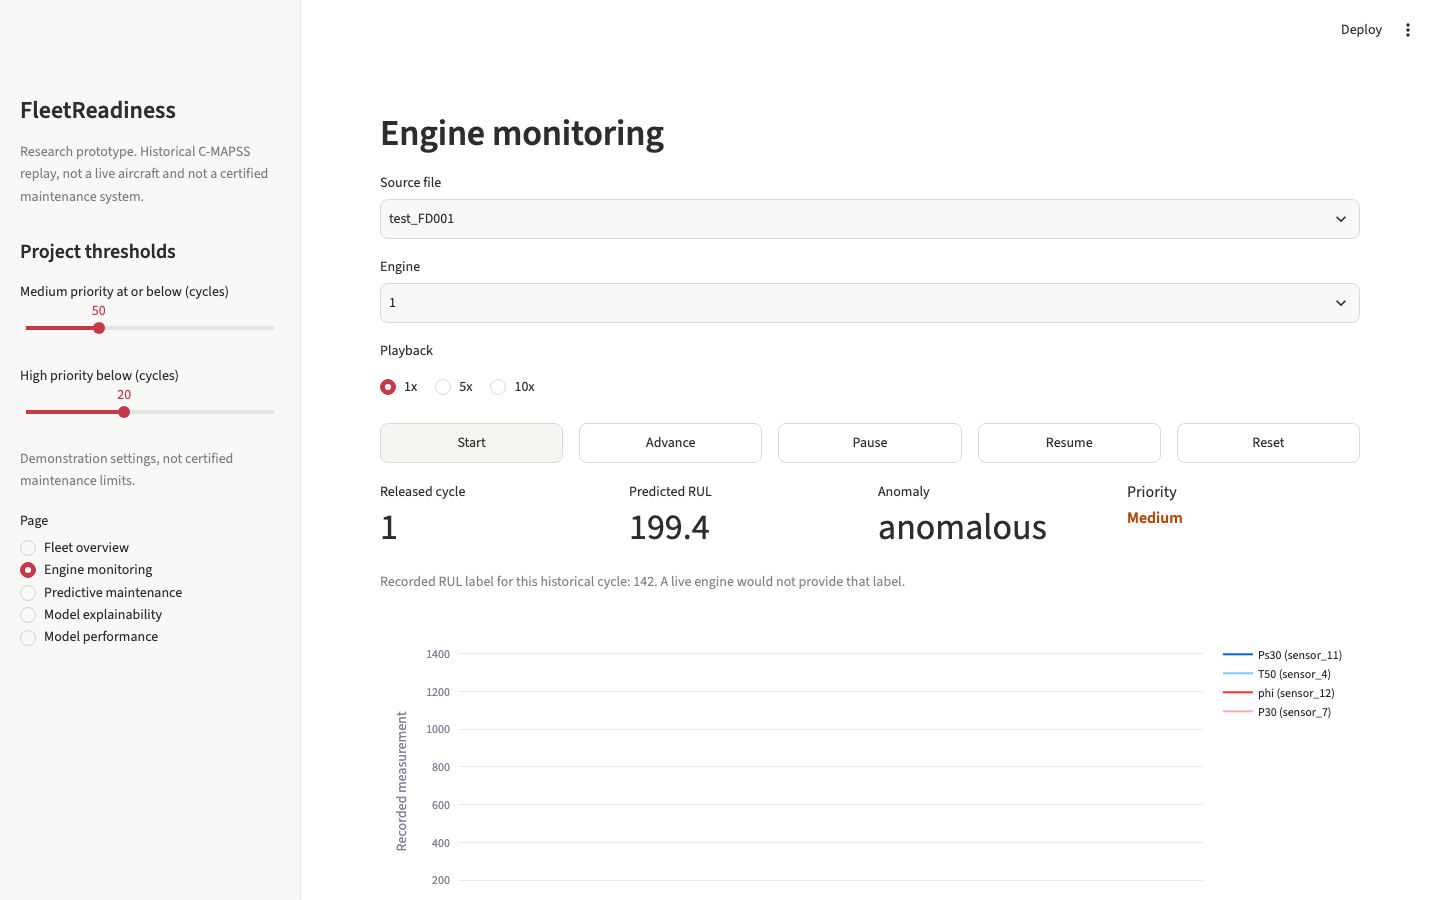 Deploy
FleetReadiness
Research prototype. Historical C-MAPSS
replay, not a live aircraft and not a certified
maintenance system.
Project thresholds
Medium priority at or below (cycles)
50
High priority below (cycles)
20
Demonstration settings, not certified
maintenance limits.
Page
Fleet overview
Engine monitoring
Predictive maintenance
Model explainability
Model performance
Engine monitoring
Source file
test_FD001
Engine
1
Playback
1x 5x 10x
Start Advance Pause Resume Reset
Released cycle Predicted RUL Anomaly Priority
1 199.4 anomalous Medium
Recorded RUL label for this historical cycle: 142. A live engine would not provide that label.
Recorded measurement
1400
1200
1000
800
600
400
200
Ps30 (sensor_11)
T50 (sensor_4)
phi (sensor_12)
P30 (sensor_7)